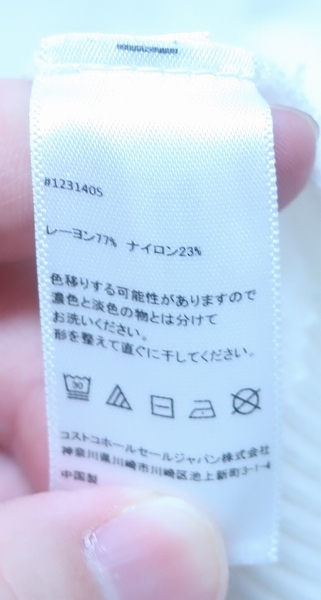 #1231405
レーヨン77% ナイロン23%
色移りする可能性がありますので
濃色と淡色の物とは分けて
お洗いください。
形を整えて直ぐに干してください。
30
コストコホールセールジャパン株式会社
神奈川県川崎市川崎区池上新町3-1-4
中国製